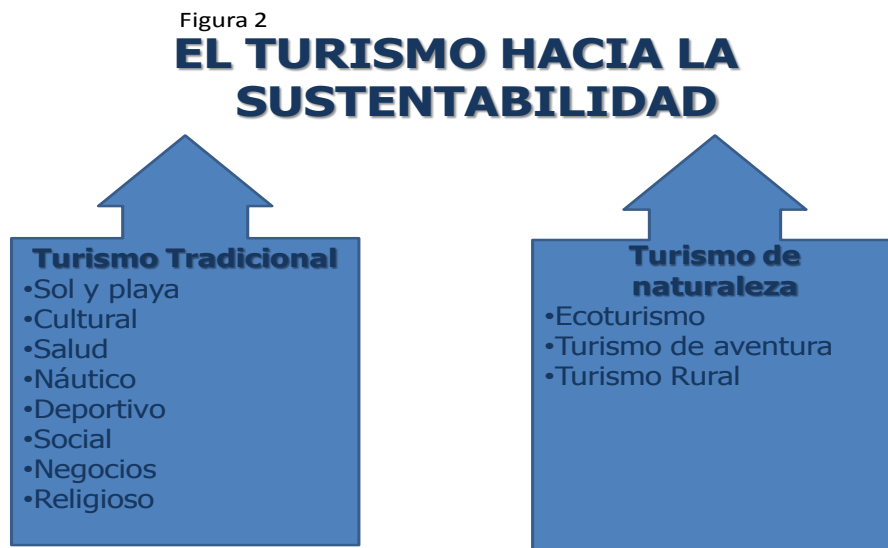 Figura 2
EL TURISMO HACIA LA
SUSTENTABILIDAD
Turismo Tradicional
•Sol y playa
•Cultural
•Salud
•Náutico
•Deportivo
•Social
•Negocios
•Religioso
Turismo de
naturaleza
•Ecoturismo
•Turismo de aventura
•Turismo Rural